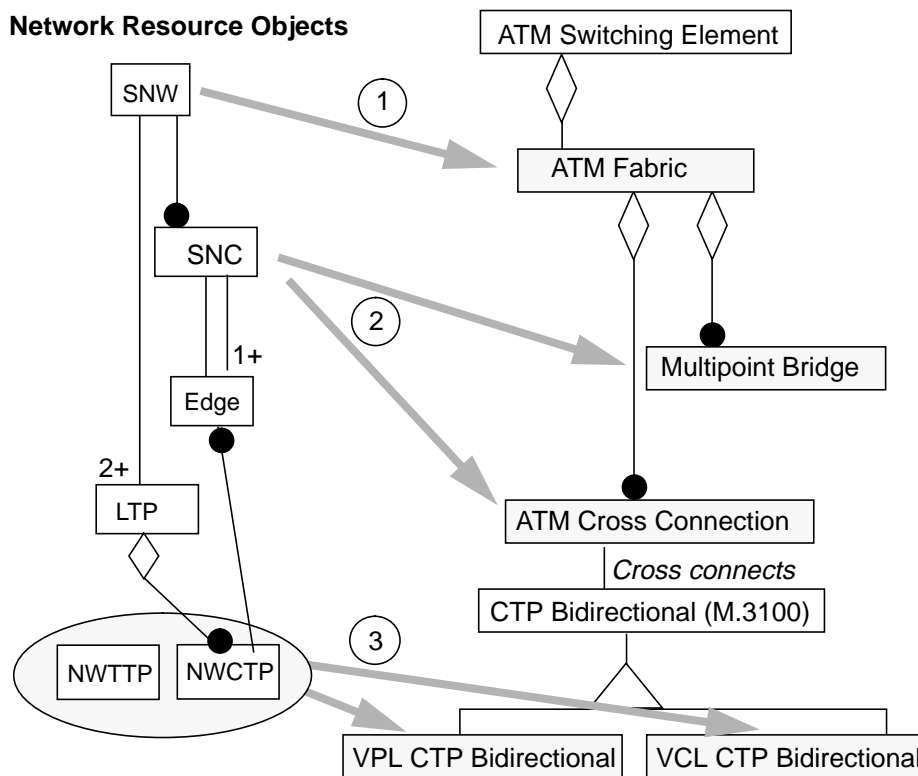 Network Resource Objects
ATM Switching Element
SNW
1
ATM Fabric
SNC
2
1+
Multipoint Bridge
Edge
2+
LTP
ATM Cross Connection
Cross connects
CTP Bidirectional (M.3100)
3
NWTTP
NWCTP
VPL CTP Bidirectional
VCL CTP Bidirectional